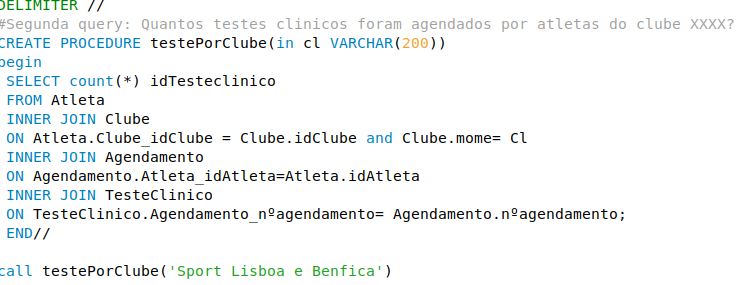 DELIMITER //
#Segunda query: Quantos testes clinicos foram agendados por atletas do clube XXXX?
CREATE PROCEDURE testePorClube(in cl VARCHAR(200))
begin
SELECT count(*) idTesteclinico
FROM Atleta
INNER JOIN Clube
ON Atleta.Clube_idClube = Clube.idClube and Clube.mome= Cl
INNER JOIN Agendamento
ON Agendamento.Atleta_idAtleta=Atleta.idAtleta
INNER JOIN TesteClinico
ON TesteClinico.Agendamento_nºagendamento= Agendamento.nºagendamento;
END//
call testePorClube('Sport Lisboa e Benfica')